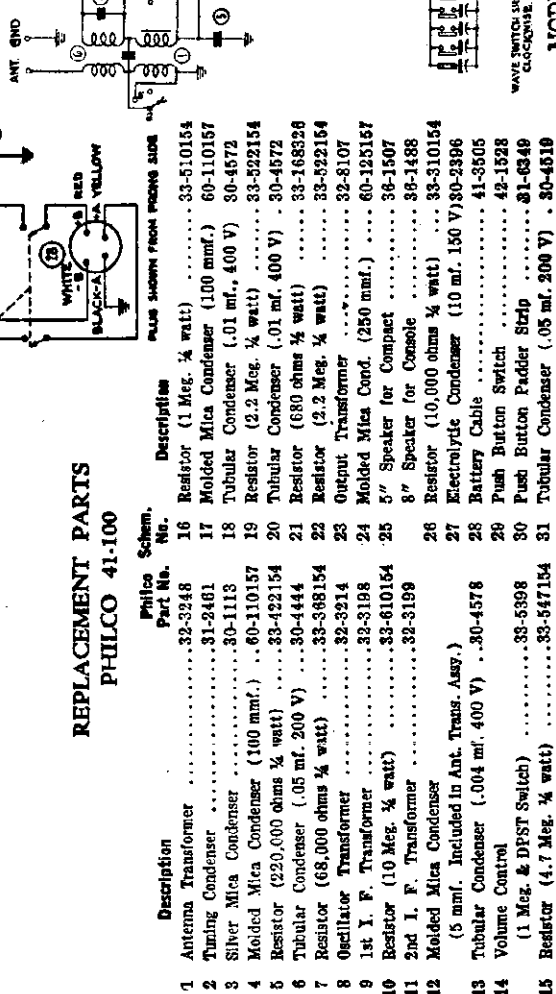 ANT. GND
6
1
5
WAVE SWITCH SH
CLOCKWISE.
28
WHITE
-B
+B RED
BLACK-A
+A YELLOW
PLUG SHOWN FROM PRONG SIDE
REPLACEMENT PARTS
PHILCO 41-100
Description
Philco
Part No.
1 Antenna Transformer ..................32-3248
2 Tuning Condenser ..................31-2461
3 Silver Mica Condenser ..................30-1113
4 Molded Mica Condenser (100 mmf.) ..60-110157
5 Resistor (220,000 ohms ¼ watt) ....33-422154
6 Tubular Condenser (.05 mf. 200 V) ...30-4444
7 Resistor (68,000 ohms ¼ watt) ......33-368154
8 Oscillator Transformer ..................32-3214
9 1st I. F. Transformer ..................32-3198
10 Resistor (10 Meg. ¼ watt) .........33-610154
11 2nd I. F. Transformer ..................32-3199
12 Molded Mica Condenser
(5 mmf. Included in Ant. Trans. Assy.)
13 Tubular Condenser (.004 mf. 400 V) ..30-4578
14 Volume Control
(1 Meg. & DPST Switch) ............33-5398
15 Resistor (4.7 Meg. ¼ watt) ........33-547154
Schem.
No.
Description
16 Resistor (1 Meg. ¼ watt) ........33-510154
17 Molded Mica Condenser (100 mmf.) 60-110157
18 Tubular Condenser (.01 mf., 400 V) 30-4572
19 Resistor (2.2 Meg. ¼ watt) .......33-522154
20 Tubular Condenser (.01 mf. 400 V) . 30-4572
21 Resistor (680 ohms ½ watt) ......33-168326
22 Resistor (2.2 Meg. ¼ watt) ......33-522154
23 Output Transformer ............32-8107
24 Molded Mica Cond. (250 mmf.) .... 60-125157
25 5″ Speaker for Compact .......... 36-1507
8″ Speaker for Console .......... 36-1488
26 Resistor (10,000 ohms ¼ watt) ...33-310154
27 Electrolytic Condenser (10 mf. 150 V)30-2396
28 Battery Cable .................. 41-3505
29 Push Button Switch ............ 42-1528
30 Push Button Padder Strip ........31-6349
31 Tubular Condenser (.05 mf. 200 V) 30-4519